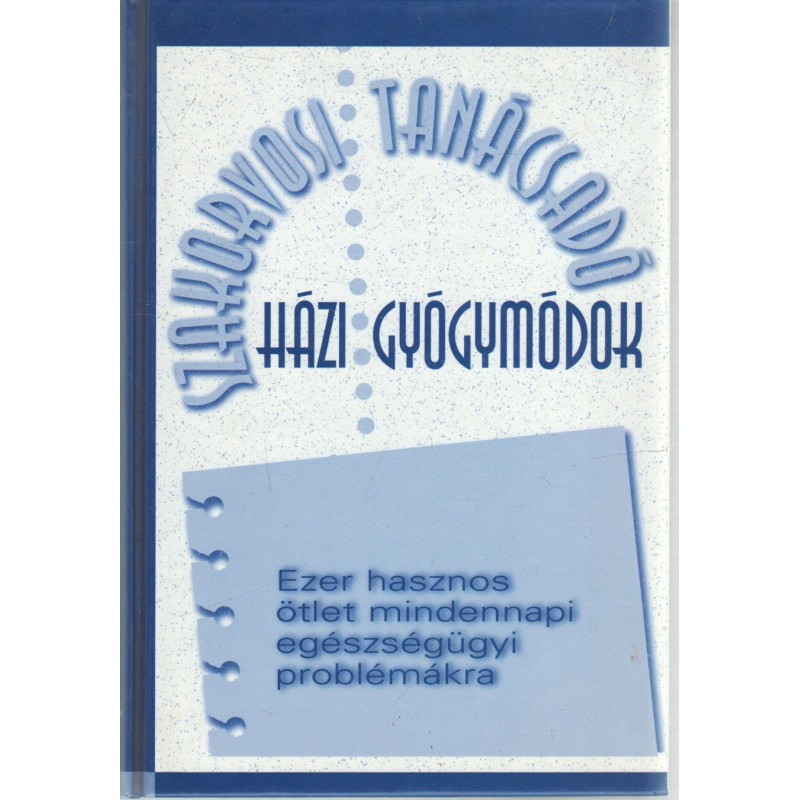 SZAKORVOSI TANÁCSADÓ
HÁZI GYÓGYMÓDOK
Ezer hasznos
ötlet mindennapi
egészségügyi
problémákra